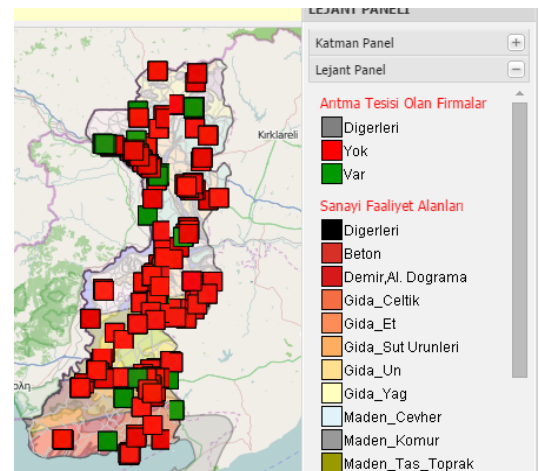 LEJANT PANELİ
Katman Panel
Lejant Panel
Arıtma Tesisi Olan Firmalar
Digerleri
Yok
Var
Kırklareli
Sanayi Faaliyet Alanları
Digerleri
Beton
Demir,Al. Dograma
Gida_Celtik
Gida_Et
Gida_Sut Urunleri
Gida_Un
Gida_Yag
Maden_Cevher
Maden_Komur
Maden_Tas_Toprak